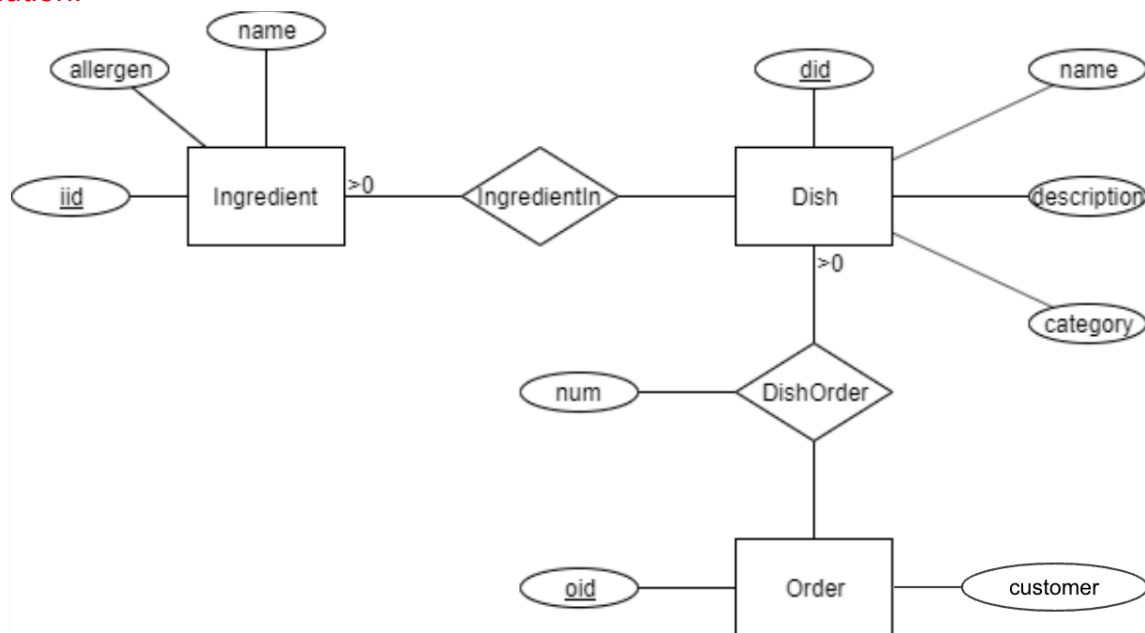 name
allergen
did
name
iid
Ingredient
>0
IngredientIn
Dish
description
>0
category
num
DishOrder
oid
Order
customer